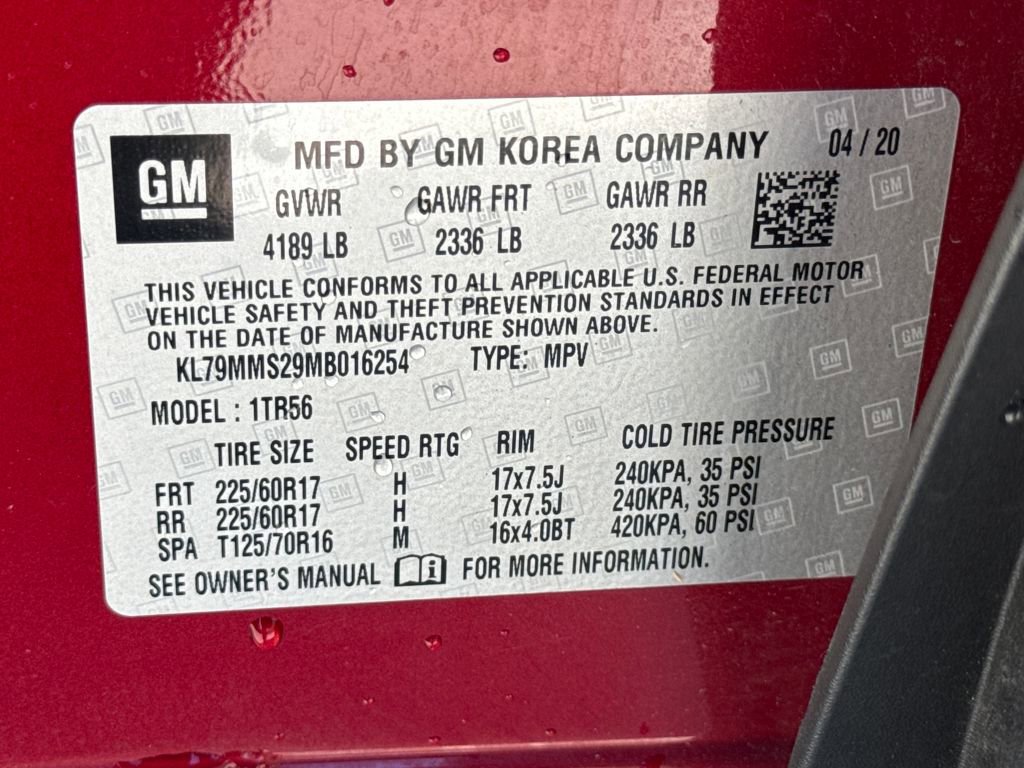 GM
MFD BY GM KOREA COMPANY 04/20
GVWR GAWR FRT GAWR RR
4189 LB 2336 LB 2336 LB
THIS VEHICLE CONFORMS TO ALL APPLICABLE U.S. FEDERAL MOTOR
VEHICLE SAFETY AND THEFT PREVENTION STANDARDS IN EFFECT
ON THE DATE OF MANUFACTURE SHOWN ABOVE.
KL79MMS29MB016254 TYPE: MPV
MODEL : 1TR56
TIRE SIZE SPEED RTG RIM COLD TIRE PRESSURE
FRT 225/60R17 H 17x7.5J 240KPA, 35 PSI
RR 225/60R17 H 17x7.5J 240KPA, 35 PSI
SPA T125/70R16 M 16x4.0BT 420KPA, 60 PSI
SEE OWNER'S MANUAL i FOR MORE INFORMATION.